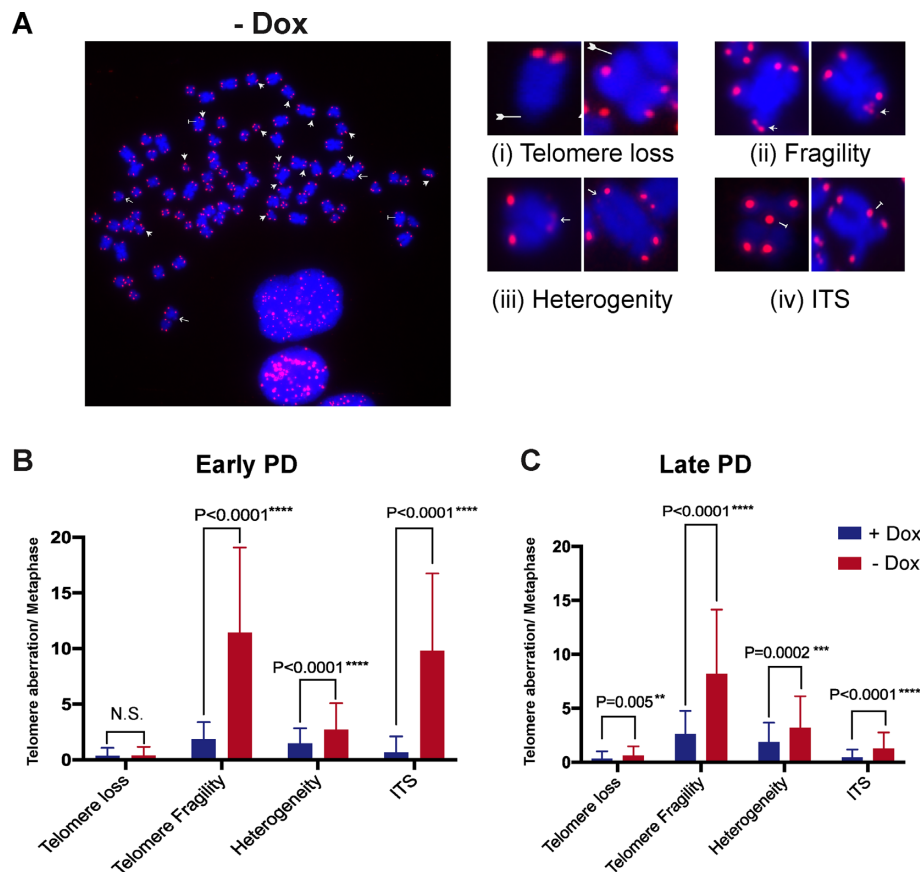 A
- Dox
(i) Telomere loss
(ii) Fragility
(iii) Heterogenity
(iv) ITS
B
Early PD
Telomere aberration/ Metaphase
20
15
10
5
0
N.S.
P<0.0001****
P<0.0001****
P<0.0001****
Telomere loss
Telomere Fragility
Heterogeneity
ITS
C
Late PD
Telomere aberration/ Metaphase
20
15
10
5
0
P=0.005**
P<0.0001****
P=0.0002***
P<0.0001****
+ Dox
- Dox
Telomere loss
Telomere Fragility
Heterogeneity
ITS